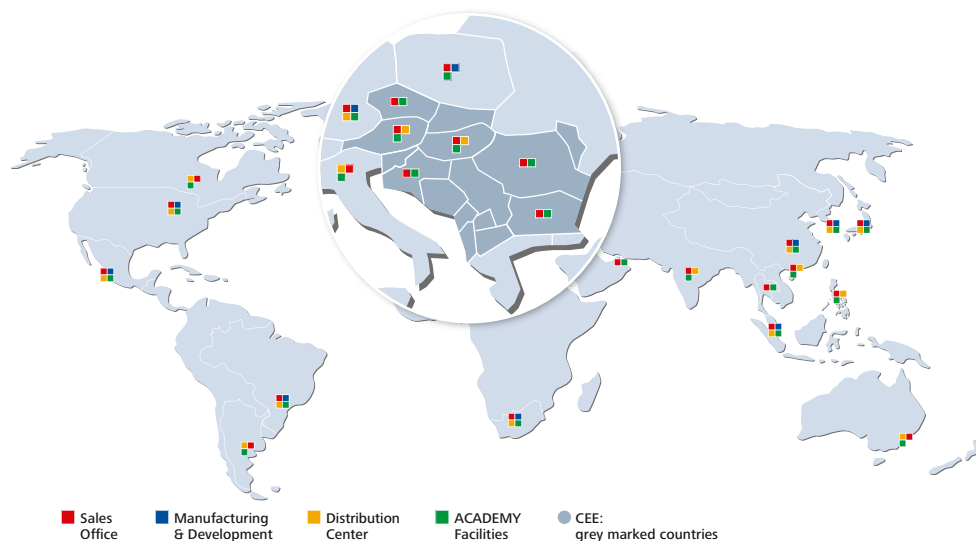 Sales
Office
Manufacturing
& Development
Distribution
Center
ACADEMY
Facilities
CEE:
grey marked countries